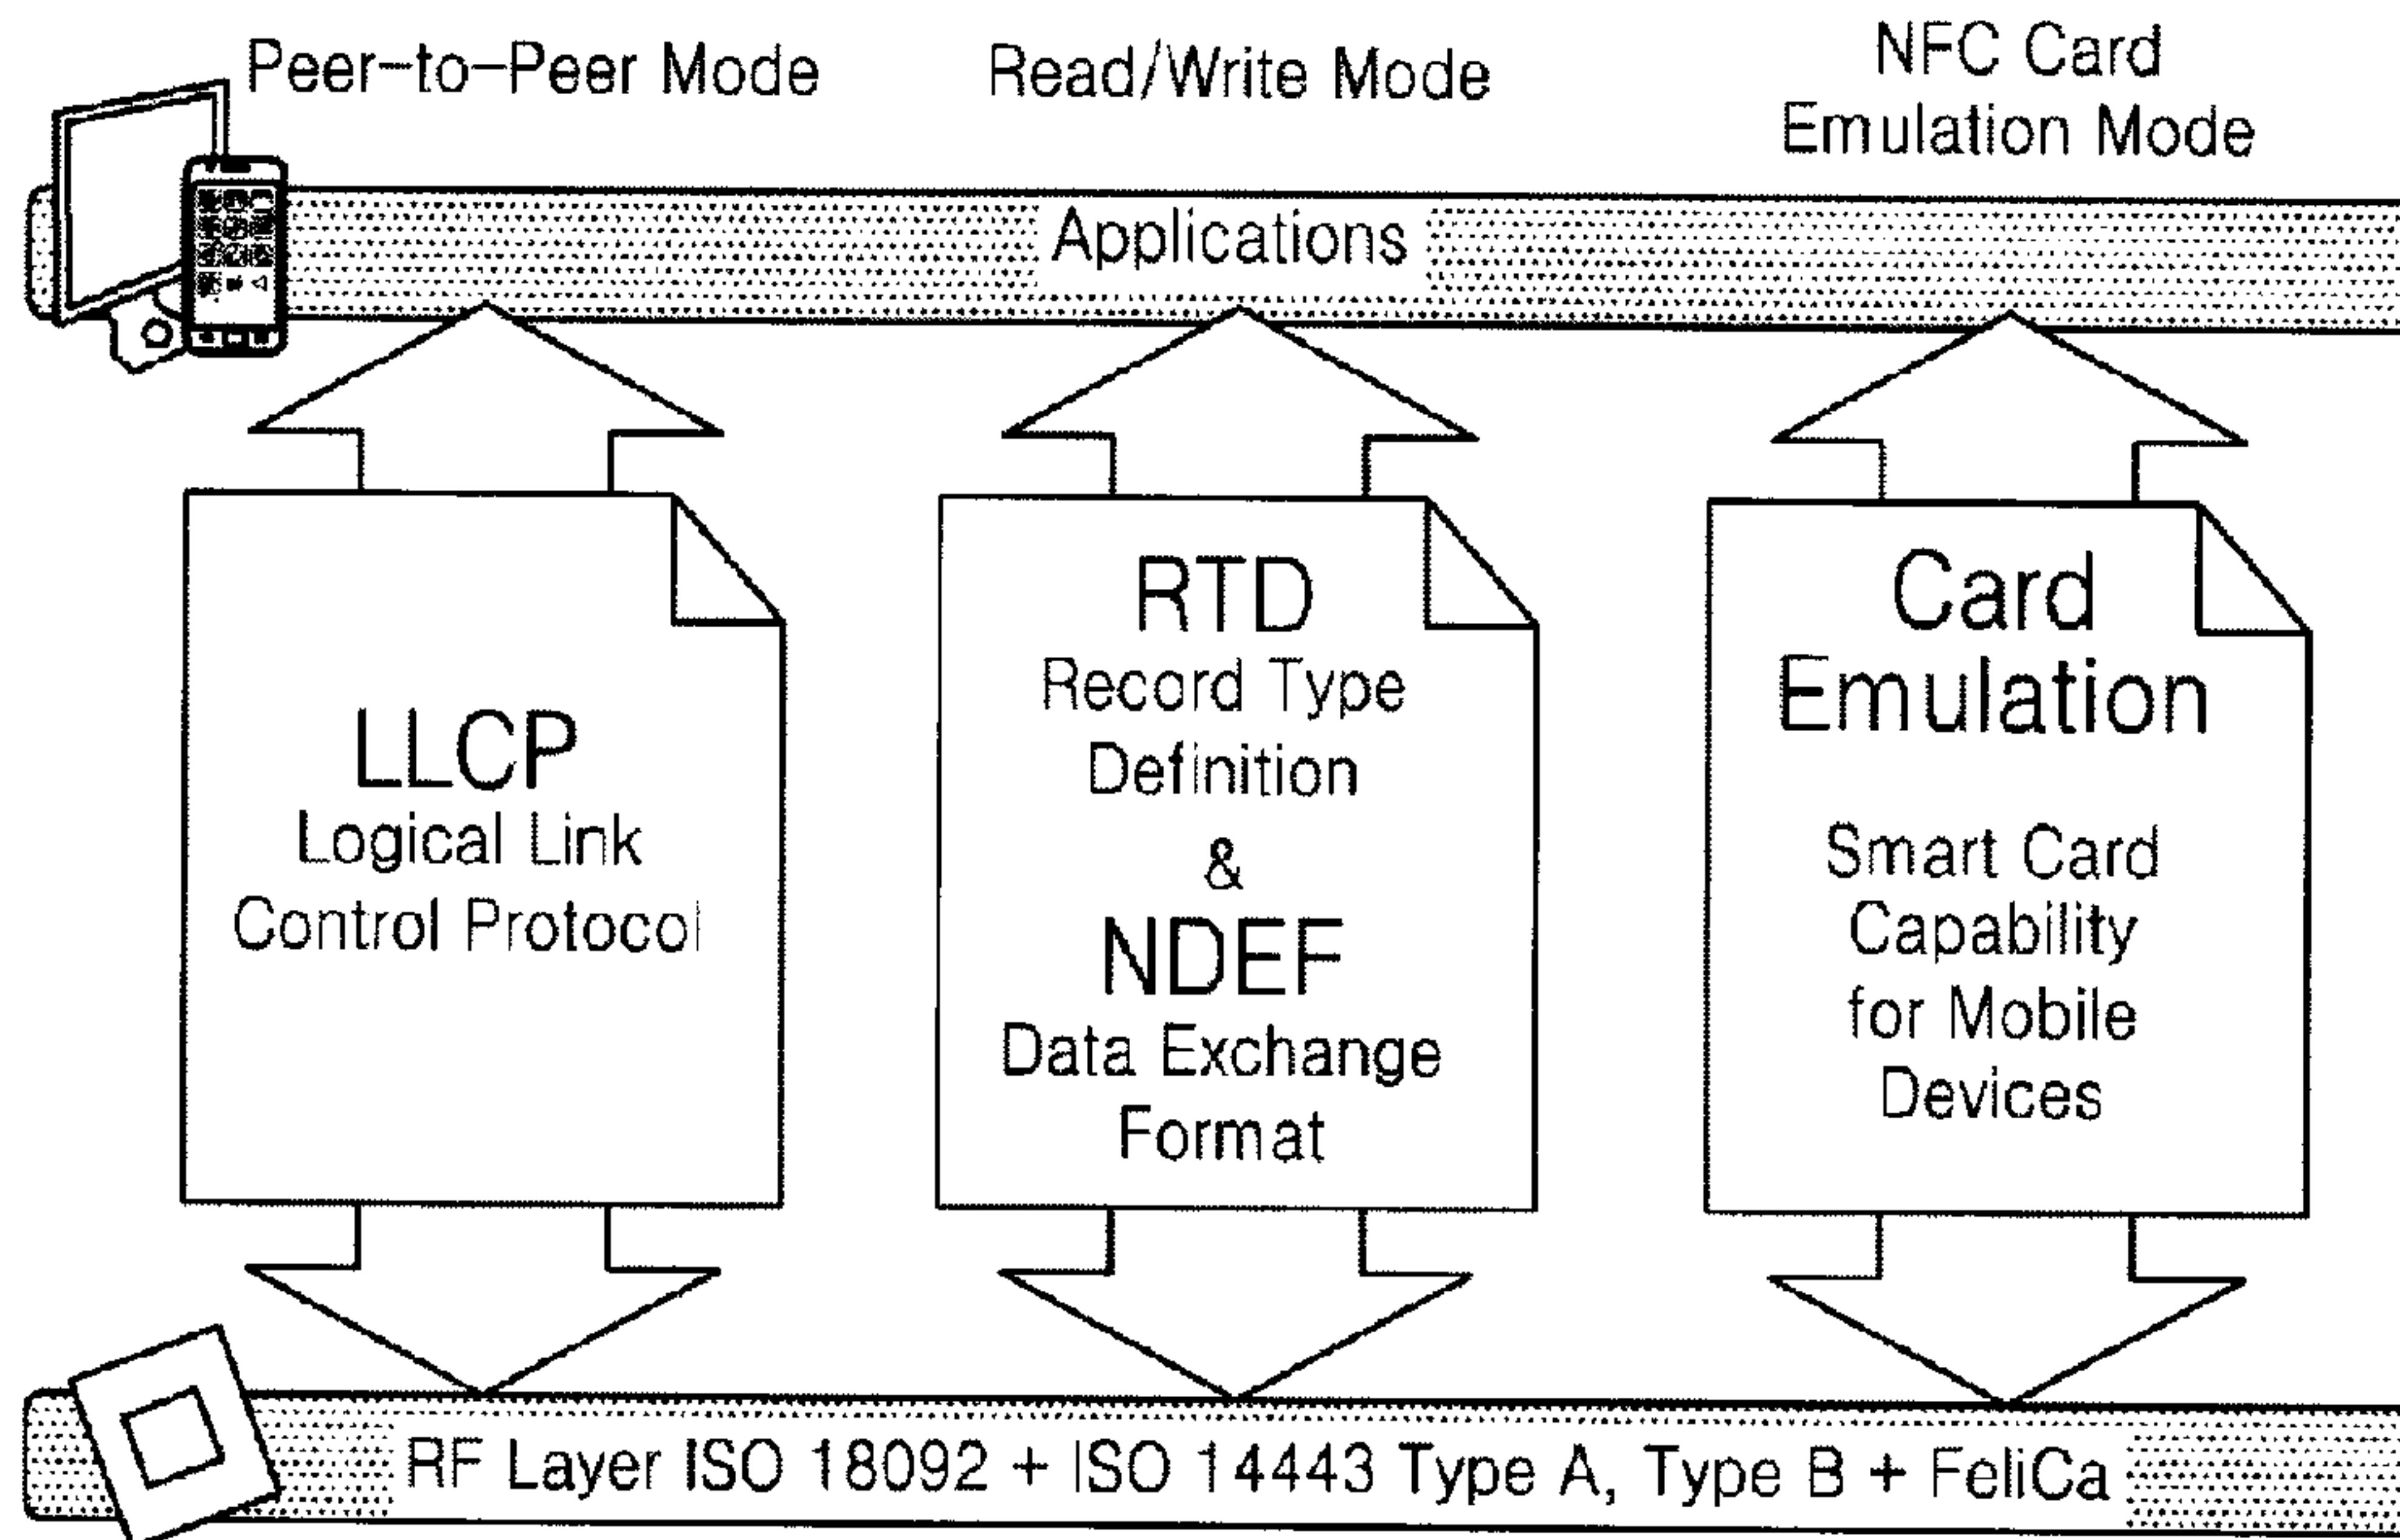 Peer-to-Peer Mode
Read/Write Mode
NFC Card
Emulation Mode
Applications
LLCP
Logical Link
Control Protocol
RTD
Record Type
Definition
&
NDEF
Data Exchange
Format
Card
Emulation
Smart Card
Capability
for Mobile
Devices
RF Layer ISO 18092 + ISO 14443 Type A, Type B + FeliCa